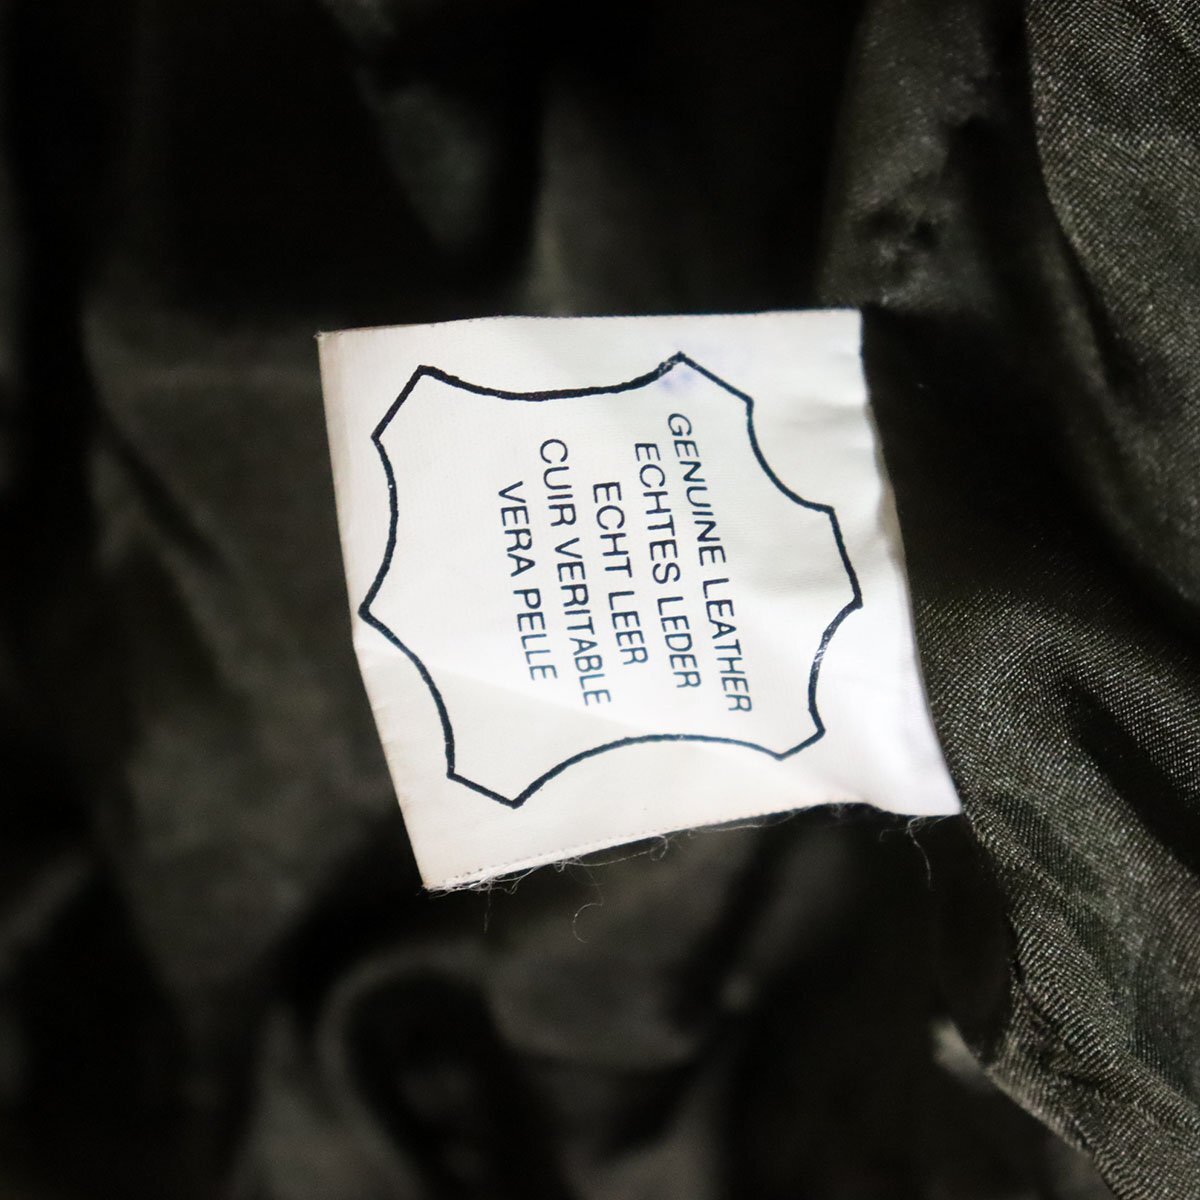 GENUINE LEATHER
ECHTES LEDER
ECHT LEER
CUIR VERITABLE
VERA PELLE